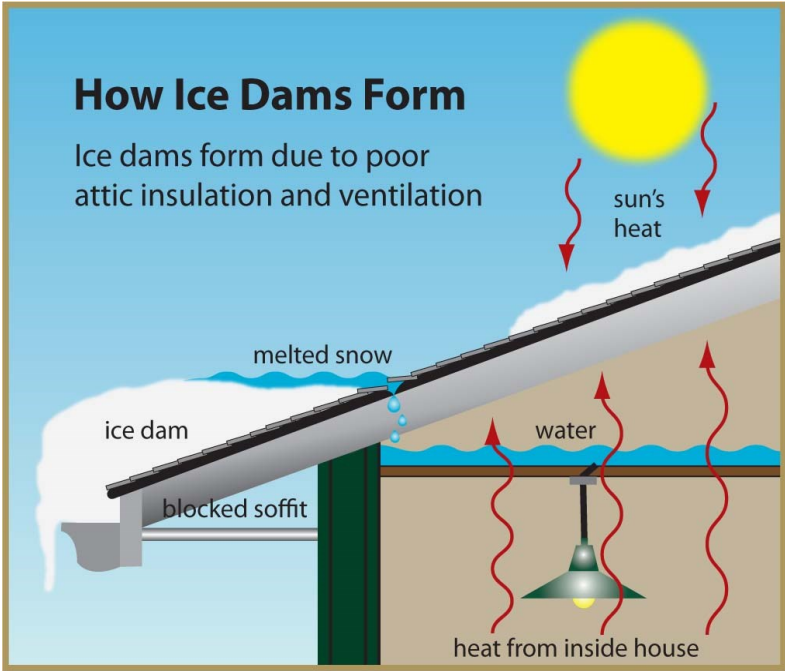 How Ice Dams Form
Ice dams form due to poor
attic insulation and ventilation
sun's
heat
melted snow
ice dam
water
blocked soffit
heat from inside house